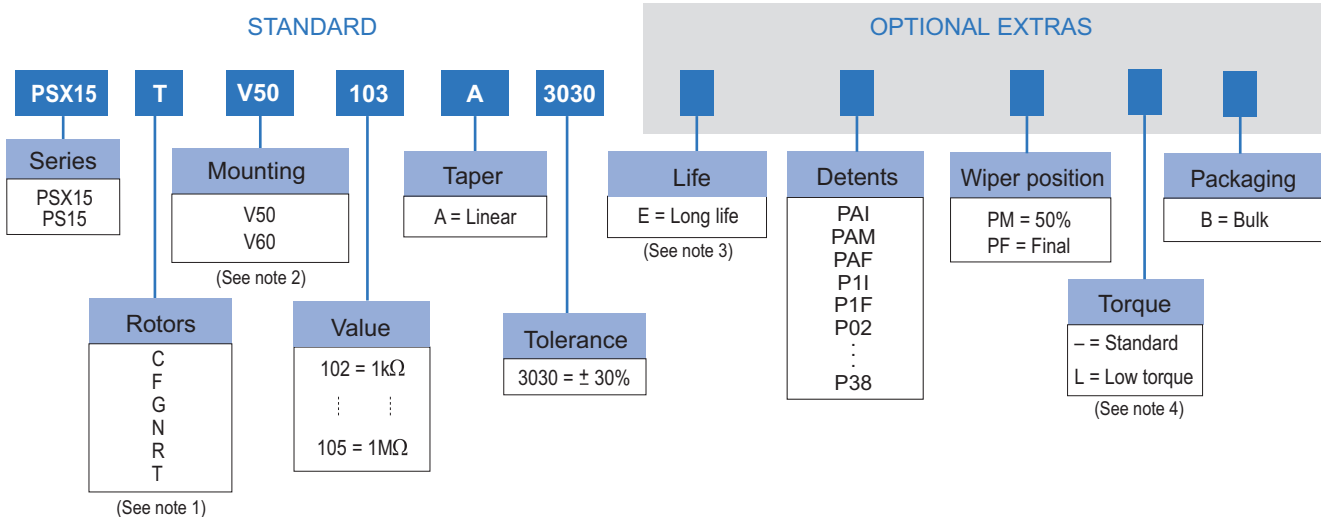 STANDARD
OPTIONAL EXTRAS
PSX15 T V50 103 A 3030
Series
PSX15
PS15
Mounting
V50
V60
(See note 2)
Taper
A = Linear
Life
E = Long life
(See note 3)
Detents
PAI
PAM
PAF
P1I
P1F
P02
:
:
P38
Wiper position
PM = 50%
PF = Final
Packaging
B = Bulk
Rotors
C
F
G
N
R
T
(See note 1)
Value
102 = 1kΩ
105 = 1MΩ
Tolerance
3030 = ± 30%
Torque
– = Standard
L = Low torque
(See note 4)